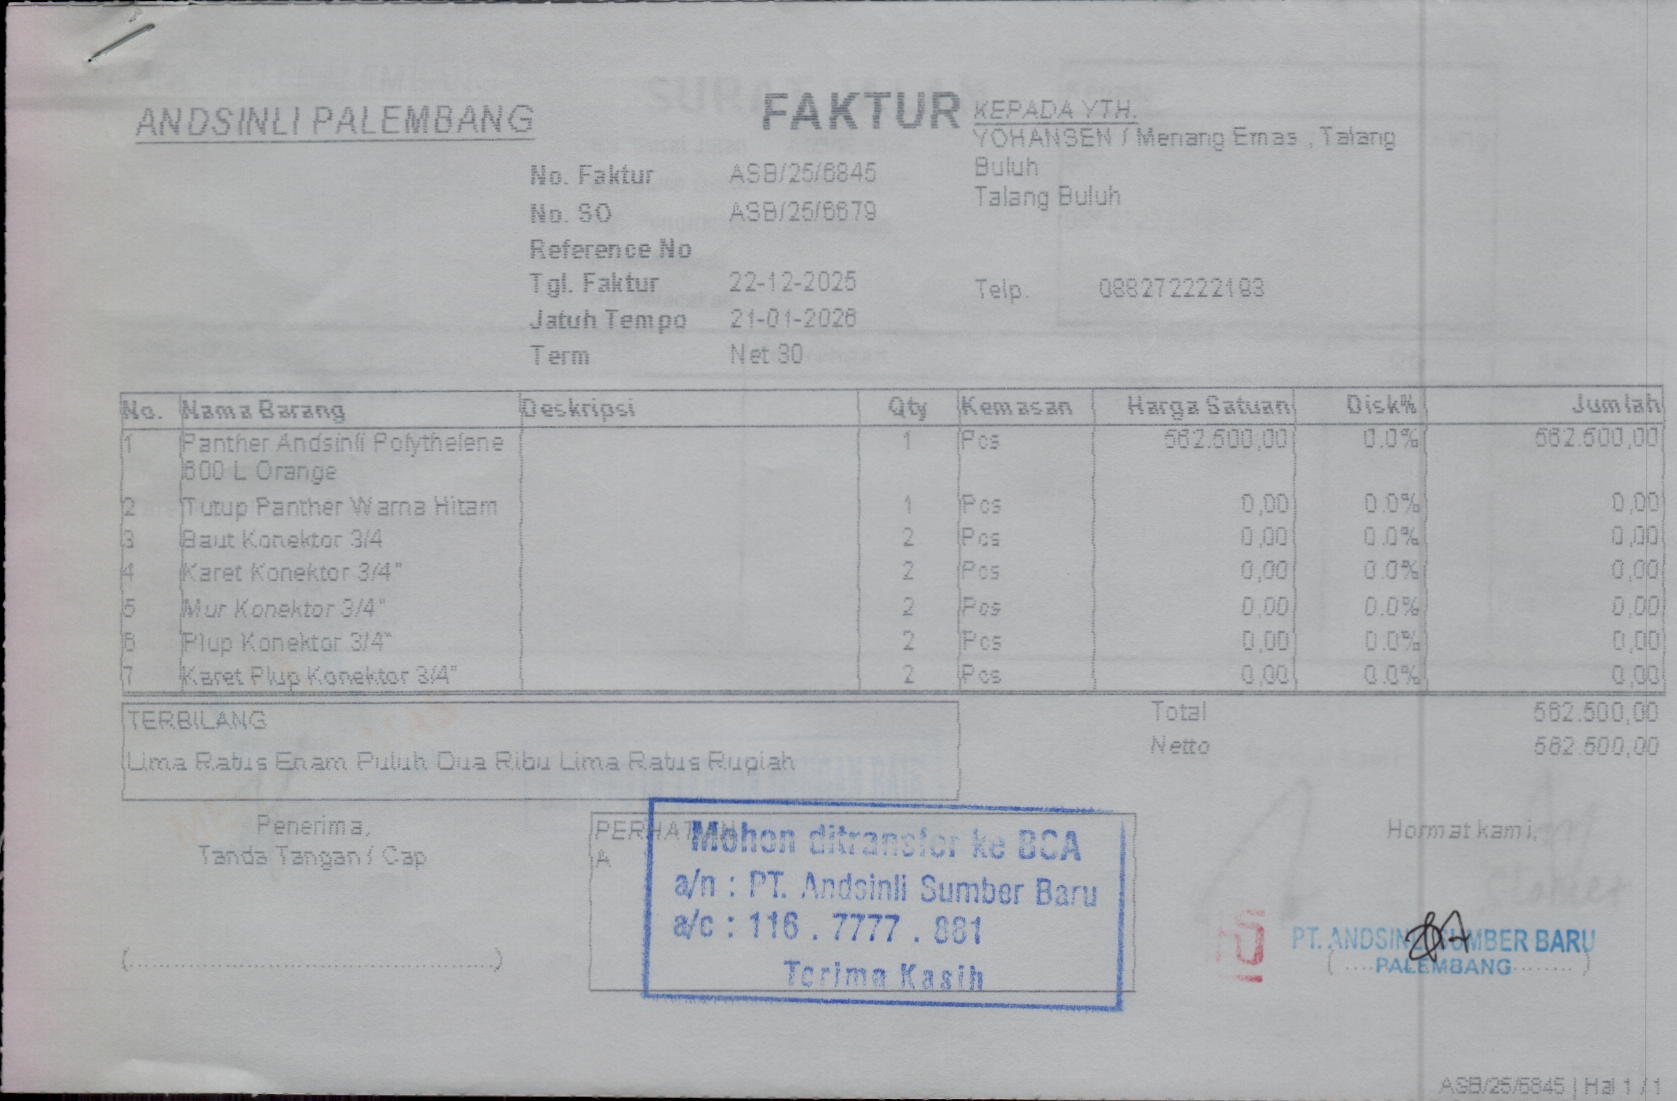 ANDSINLI PALEMBANG
FAKTUR
KEPADA YTH.
YOHANSEN / Menang Emas , Talang
Buluh
Talang Buluh
Telp. 088272222193
No. Faktur ASB/25/6845
No. SO ASB/25/6679
Reference No
Tgl. Faktur 22-12-2025
Jatuh Tempo 21-01-2026
Term Net 30
No. Nama Barang Deskripsi Qty Kemasan Harga Satuan Disk% Jumlah
1 Panther Andsinli Polythelene 1 Pcs 562.500,00 0.0% 562.500,00
600 L Orange
2 Tutup Panther Warna Hitam 1 Pcs 0,00 0.0% 0,00
3 Baut Konektor 3/4 2 Pcs 0,00 0.0% 0,00
4 Karet Konektor 3/4" 2 Pcs 0,00 0.0% 0,00
5 Mur Konektor 3/4" 2 Pcs 0,00 0.0% 0,00
6 Plup Konektor 3/4" 2 Pcs 0,00 0.0% 0,00
7 Karet Plup Konektor 3/4" 2 Pcs 0,00 0.0% 0,00
TERBILANG
Lima Ratus Enam Puluh Dua Ribu Lima Ratus Rupiah
Total 562.500,00
Netto 562.500,00
Penerima,
Tanda Tangan / Cap
(..........................................)
PERHATIAN
A
Mohon ditransfer ke BCA
a/n : PT. Andsinli Sumber Baru
a/c : 116 . 7777 . 881
Terima Kasih
Hormat kami,
PT. ANDSINLI SUMBER BARU
PALEMBANG
ASB/25/6845 | Hal 1 / 1